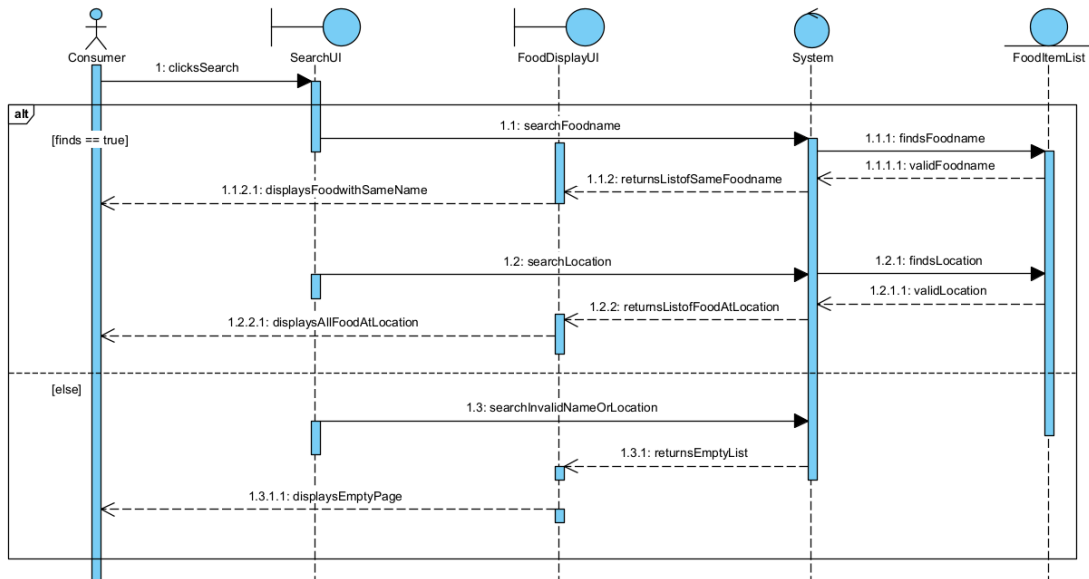 Consumer
SearchUI
FoodDisplayUI
System
FoodItemList
1: clicksSearch
alt
[finds == true]
1.1: searchFoodname
1.1.1: findsFoodname
1.1.1.1: validFoodname
1.1.2: returnsListofSameFoodname
1.1.2.1: displaysFoodwithSameName
1.2: searchLocation
1.2.1: findsLocation
1.2.1.1: validLocation
1.2.2: returnsListofFoodAtLocation
1.2.2.1: displaysAllFoodAtLocation
[else]
1.3: searchInvalidNameOrLocation
1.3.1: returnsEmptyList
1.3.1.1: displaysEmptyPage